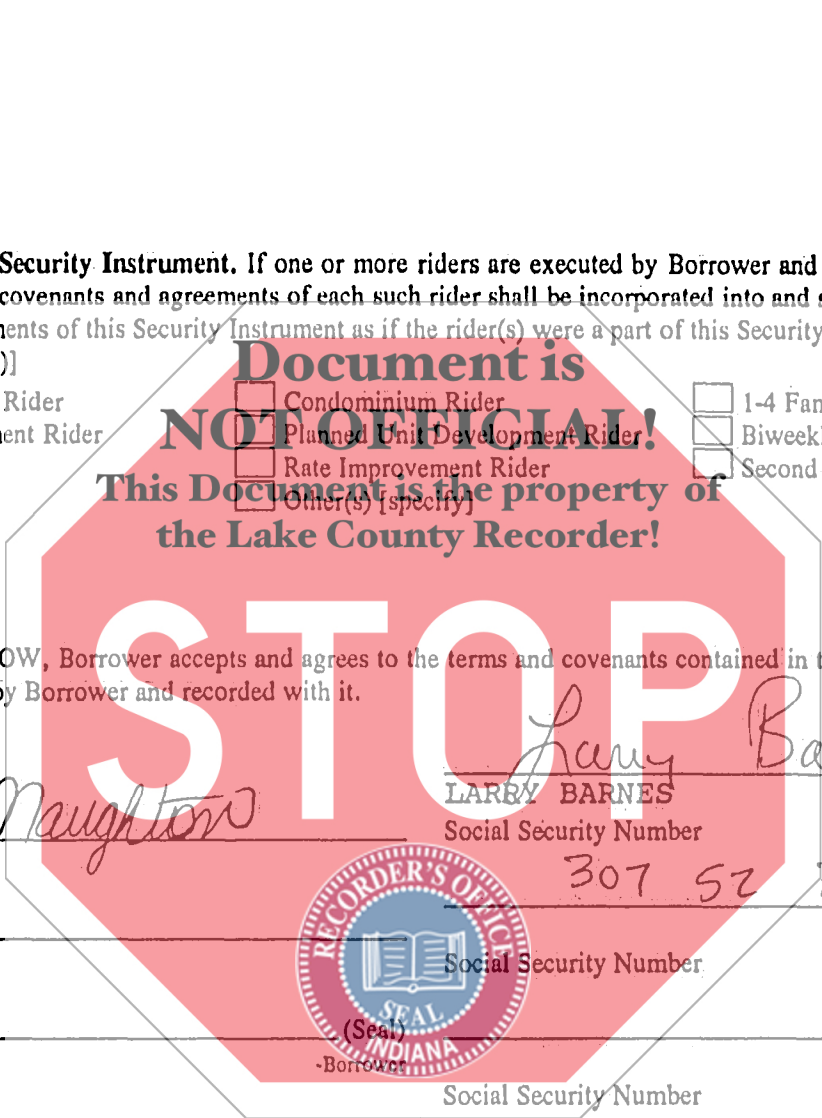 Security Instrument. If one or more riders are executed by Borrower and
covenants and agreements of each such rider shall be incorporated into and
ents of this Security Instrument as if the rider(s) were a part of this Security
)]
Document is
Rider Condominium Rider 1-4 Fam
ent Rider Planned Unit Development Rider Biweekl
NOT OFFICIAL!
Rate Improvement Rider Second
This Document is the property of
Other(s) [specify]
the Lake County Recorder!
STOP
OW, Borrower accepts and agrees to the terms and covenants contained in t
y Borrower and recorded with it.
Larry Ba
LARRY BARNES
Naughton
Social Security Number
307 52
RECORDER'S OFFICE
Social Security Number
SEAL
(Seal)
INDIANA
-Borrower
Social Security Number